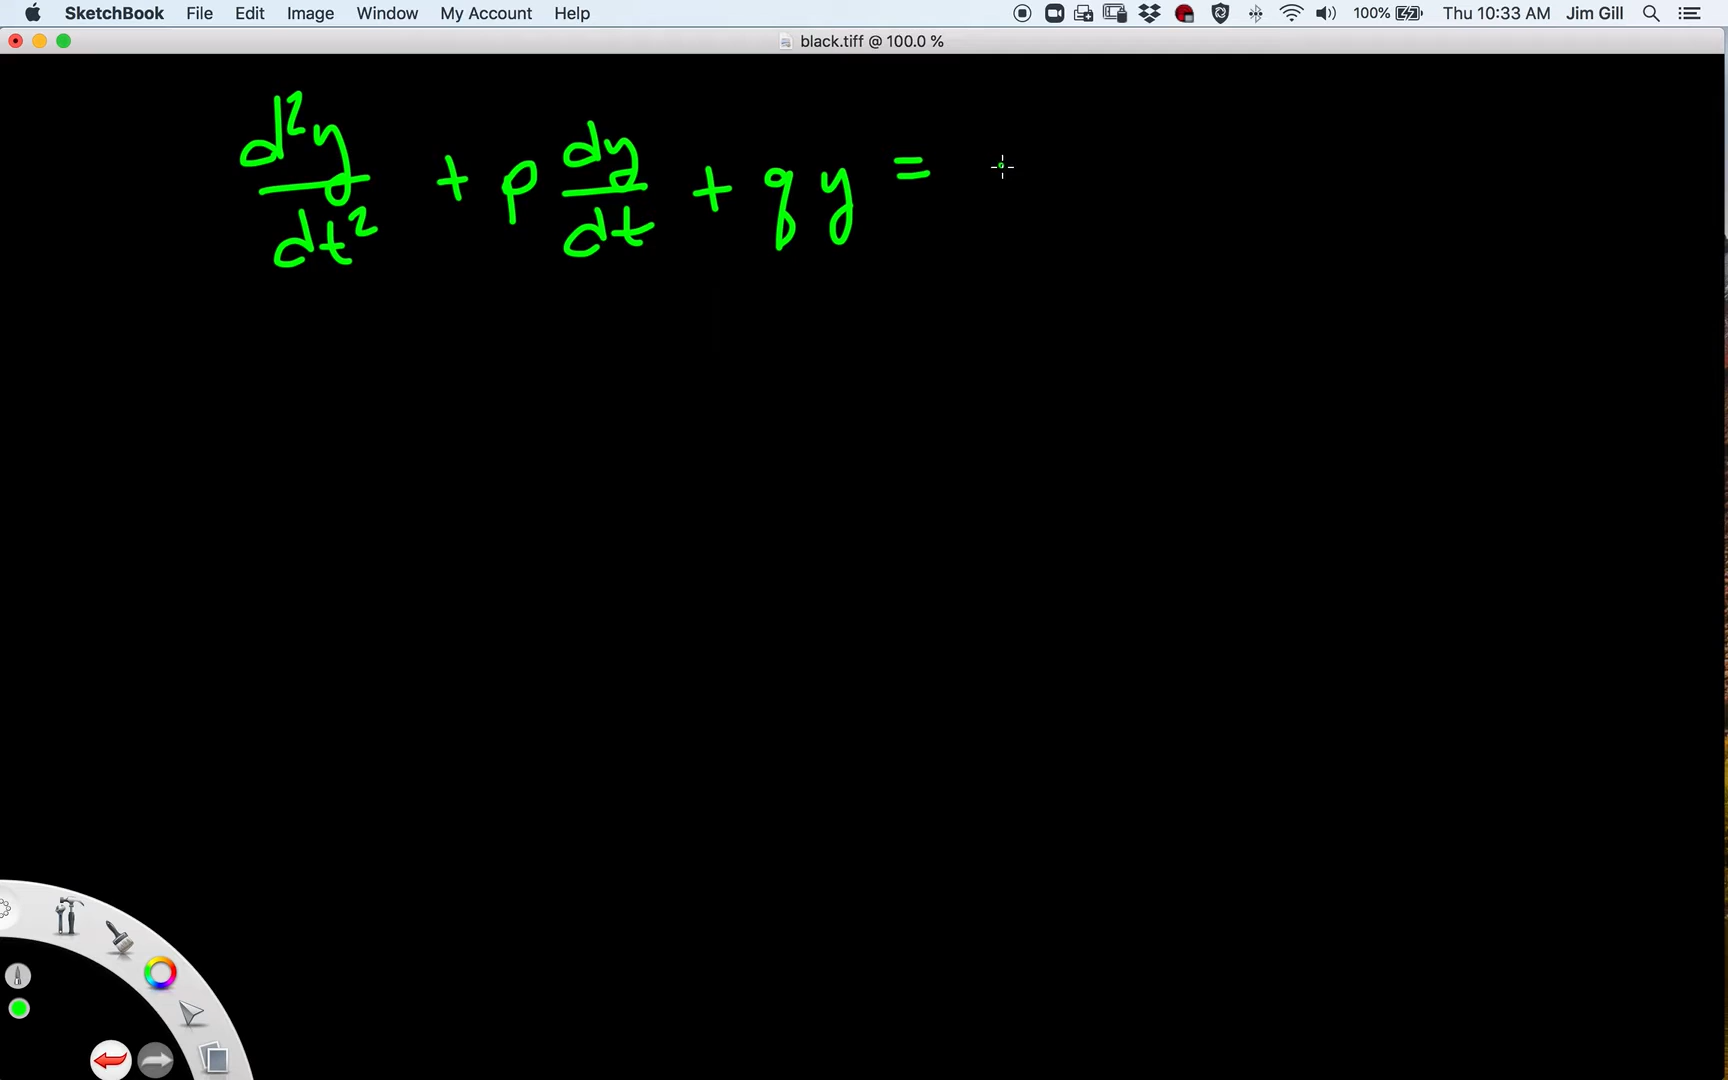 SketchBook File Edit Image Window My Account Help 100% Thu 10:33 AM Jim Gill
black.tiff @ 100.0 %
d²y/dt² + p dy/dt + q y =